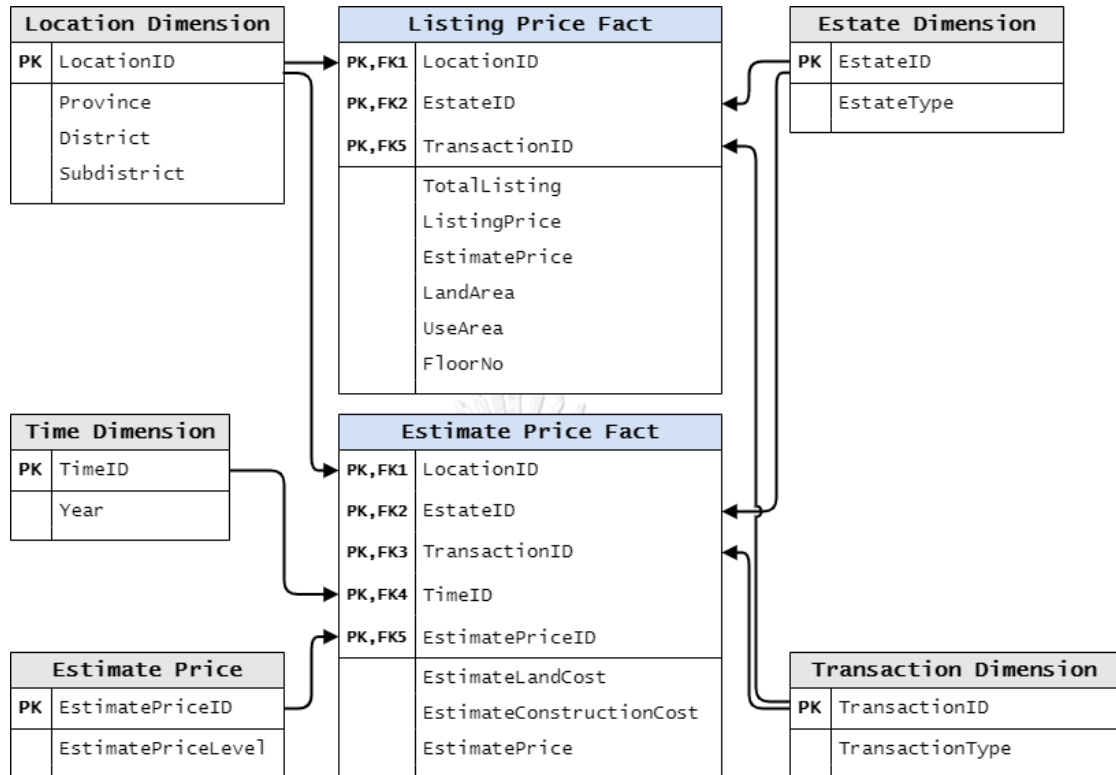 Location Dimension
PK LocationID
Province
District
Subdistrict
Listing Price Fact
PK,FK1 LocationID
PK,FK2 EstateID
PK,FK5 TransactionID
TotalListing
ListingPrice
EstimatePrice
LandArea
UseArea
FloorNo
Estate Dimension
PK EstateID
EstateType
Time Dimension
PK TimeID
Year
Estimate Price Fact
PK,FK1 LocationID
PK,FK2 EstateID
PK,FK3 TransactionID
PK,FK4 TimeID
PK,FK5 EstimatePriceID
EstimateLandCost
EstimateConstructionCost
EstimatePrice
Estimate Price
PK EstimatePriceID
EstimatePriceLevel
Transaction Dimension
PK TransactionID
TransactionType